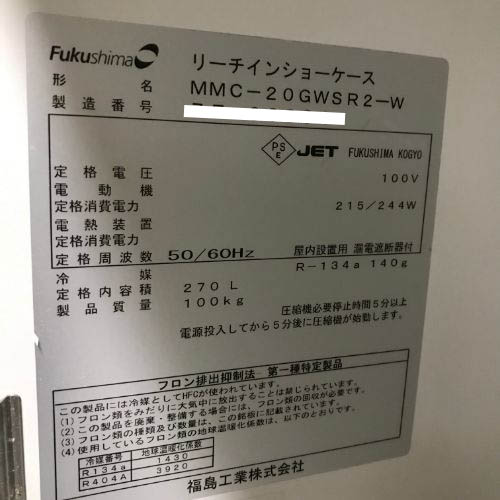 Fukushima
リーチインショーケース
形名 MMC-20GWSR2-W
製造番号
PSE JET FUKUSHIMA KOGYO
定格電圧 100V
電動機
定格消費電力 215/244W
電熱装置
定格消費電力
定格周波数 50/60Hz 屋内設置用 漏電遮断器付
冷媒 R-134a 140g
定格内容積 270 L
製品質量 100kg
圧縮機必要停止時間5分以上
電源投入してから5分後に圧縮機が始動します。
フロン排出抑制法 第一種特定製品
この製品には冷媒としてHFCが使われています。
(1) フロン類をみだりに大気中に放出することは禁じられています。
(2) この製品を廃棄・整備する場合には、フロン類の回収が必要です。
(3) フロン類の種類及び数量は、この銘板に記載されています。
(4) 使用しているフロン類の地球温暖化係数は、以下のとおりです。
冷媒番号 地球温暖化係数
R134a 1430
R404A 3920
福島工業株式会社